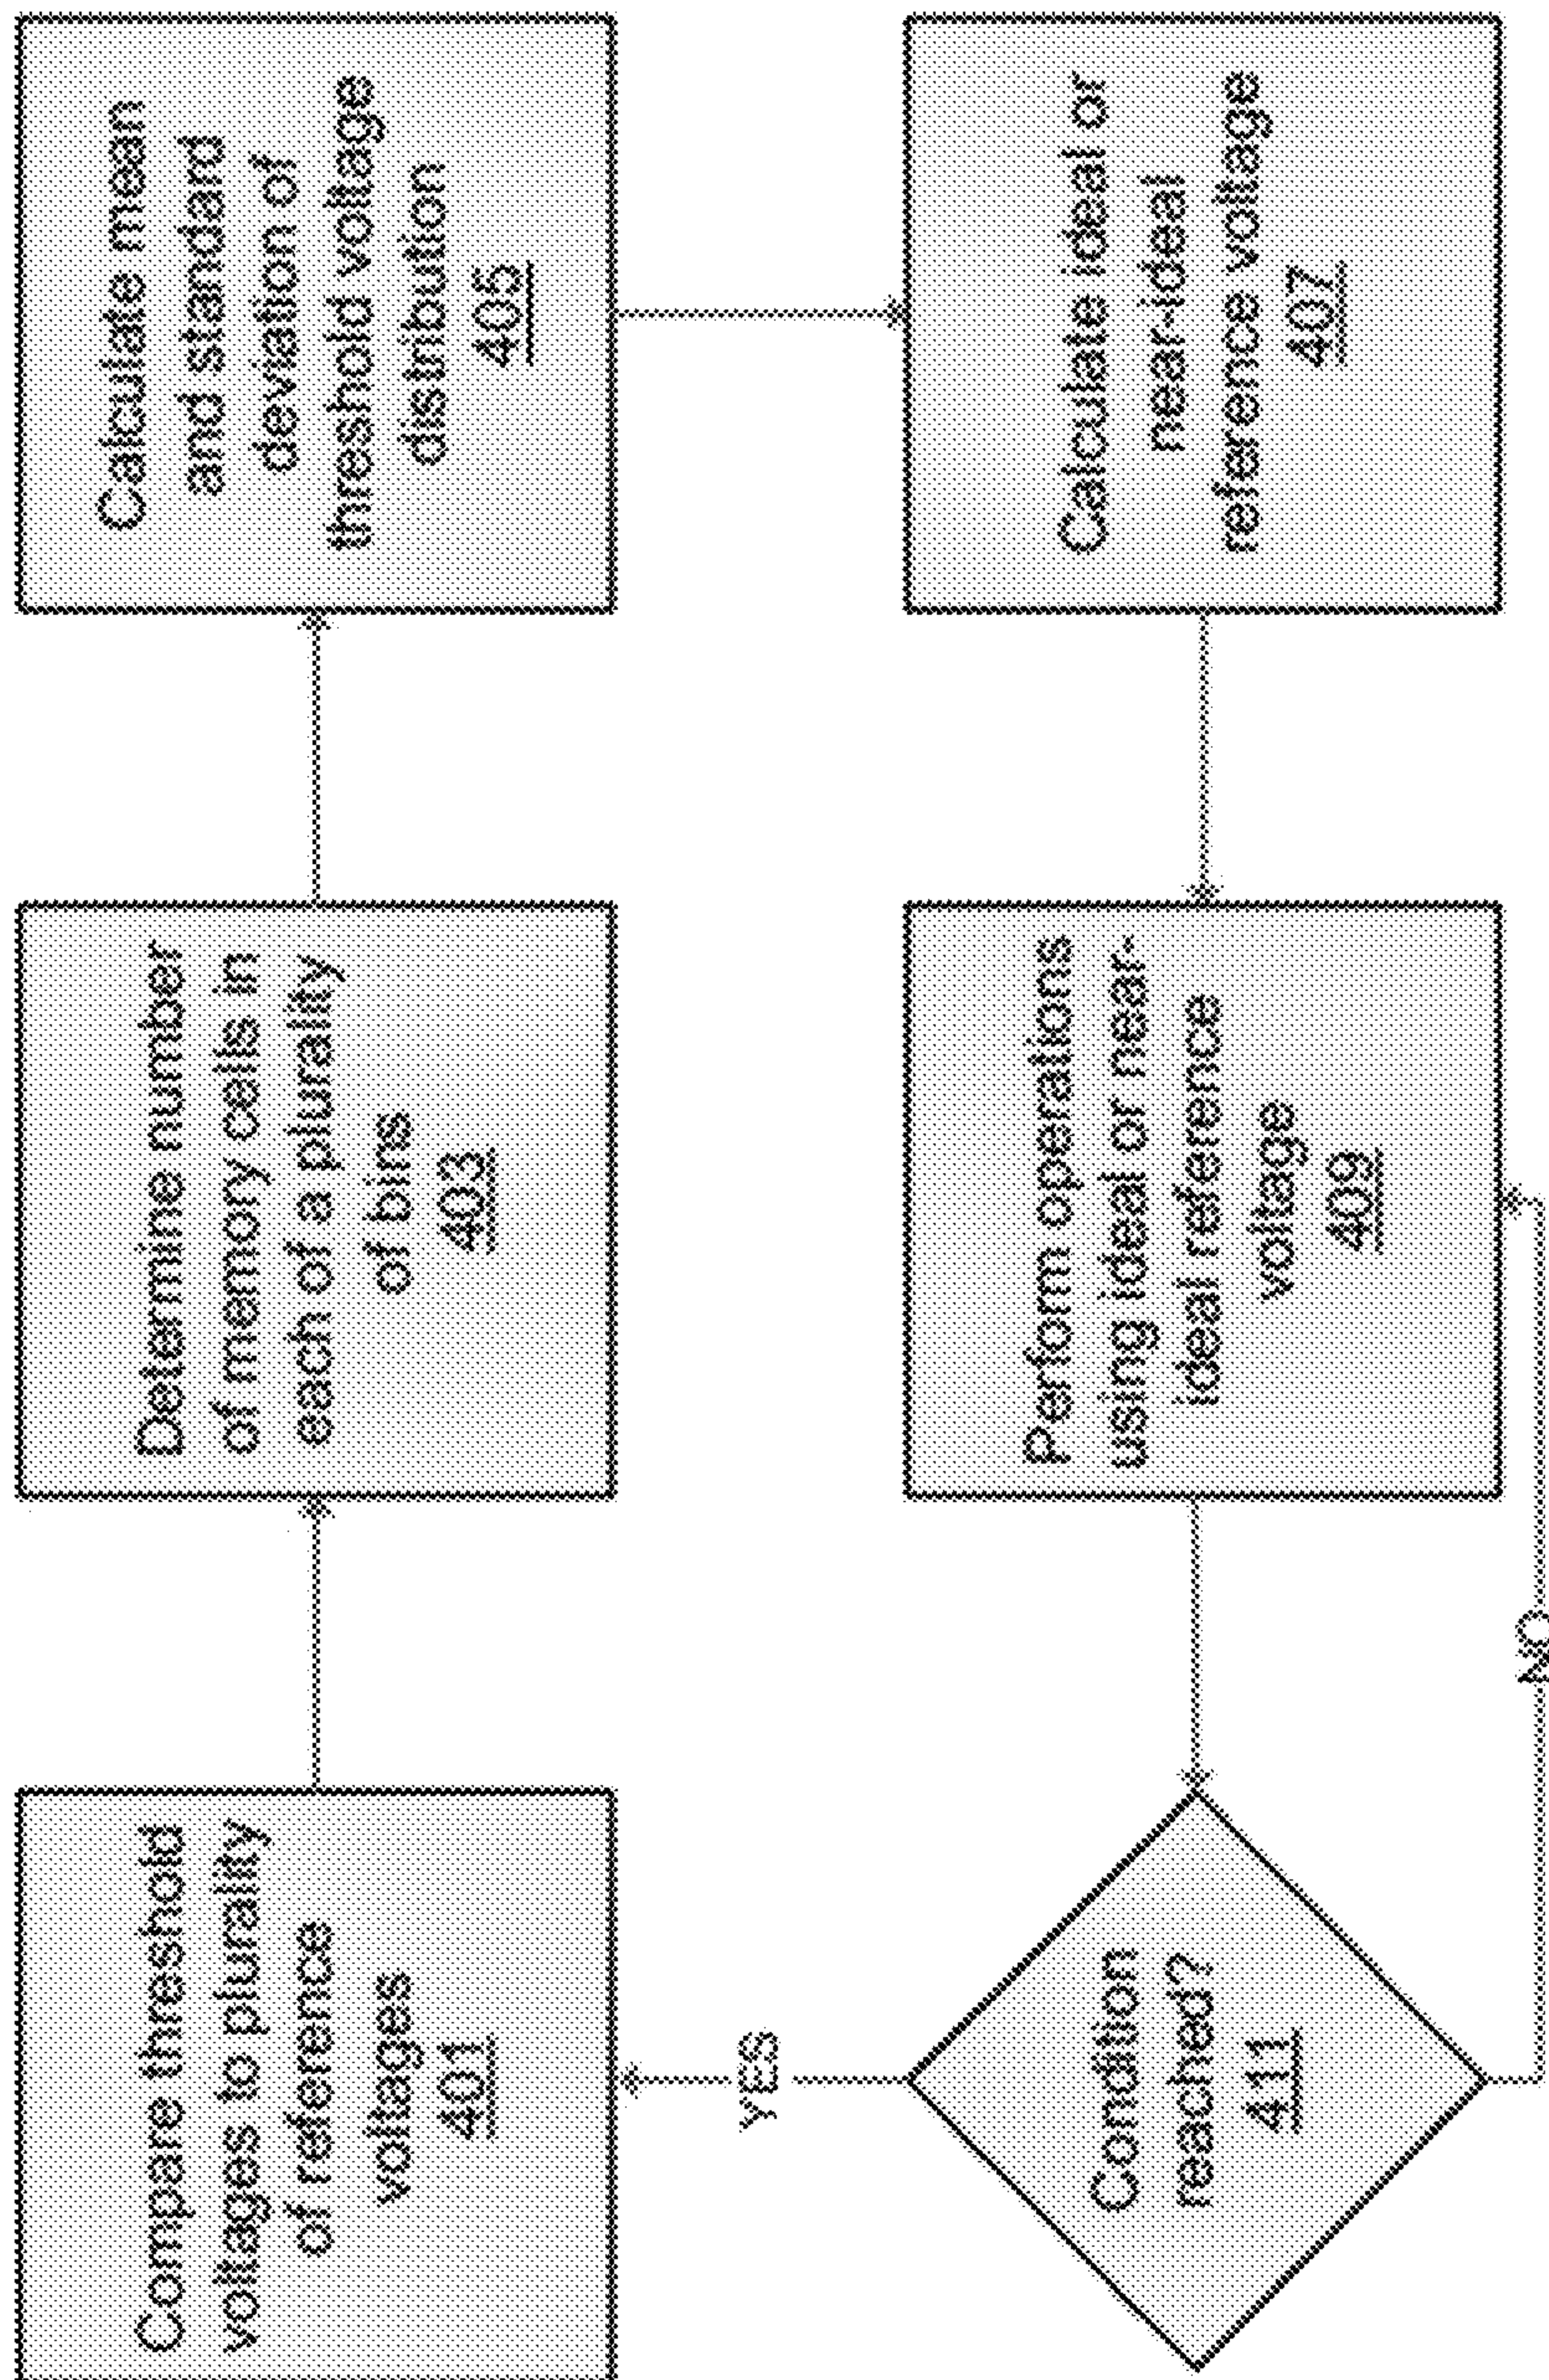 Compare threshold
voltages to plurality
of reference
voltages
401
Determine number
of memory cells in
each of a plurality
of bins
403
Calculate mean
and standard
deviation of
threshold voltage
distribution
405
Calculate ideal or
near-ideal
reference voltage
407
Perform operations
using ideal or near-
ideal reference
voltage
409
Condition
reached?
411
YES
NO